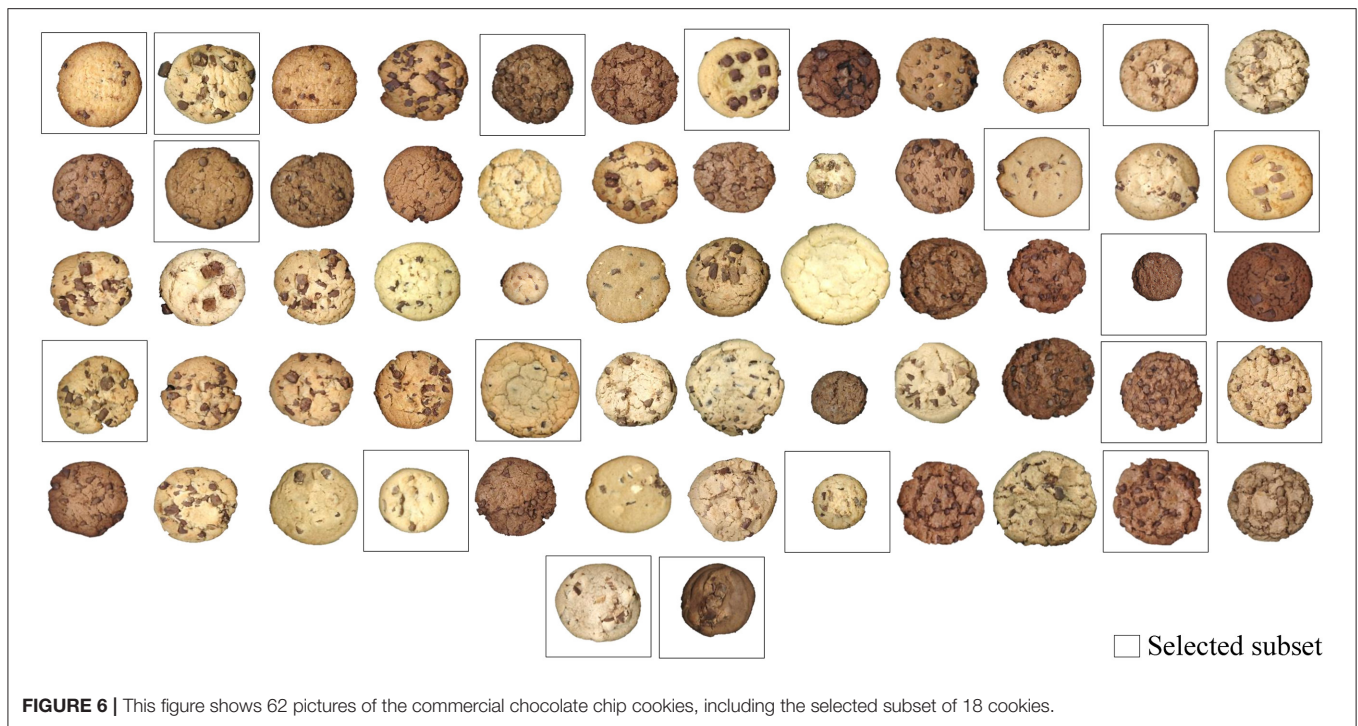 Selected subset
FIGURE 6 | This figure shows 62 pictures of the commercial chocolate chip cookies, including the selected subset of 18 cookies.